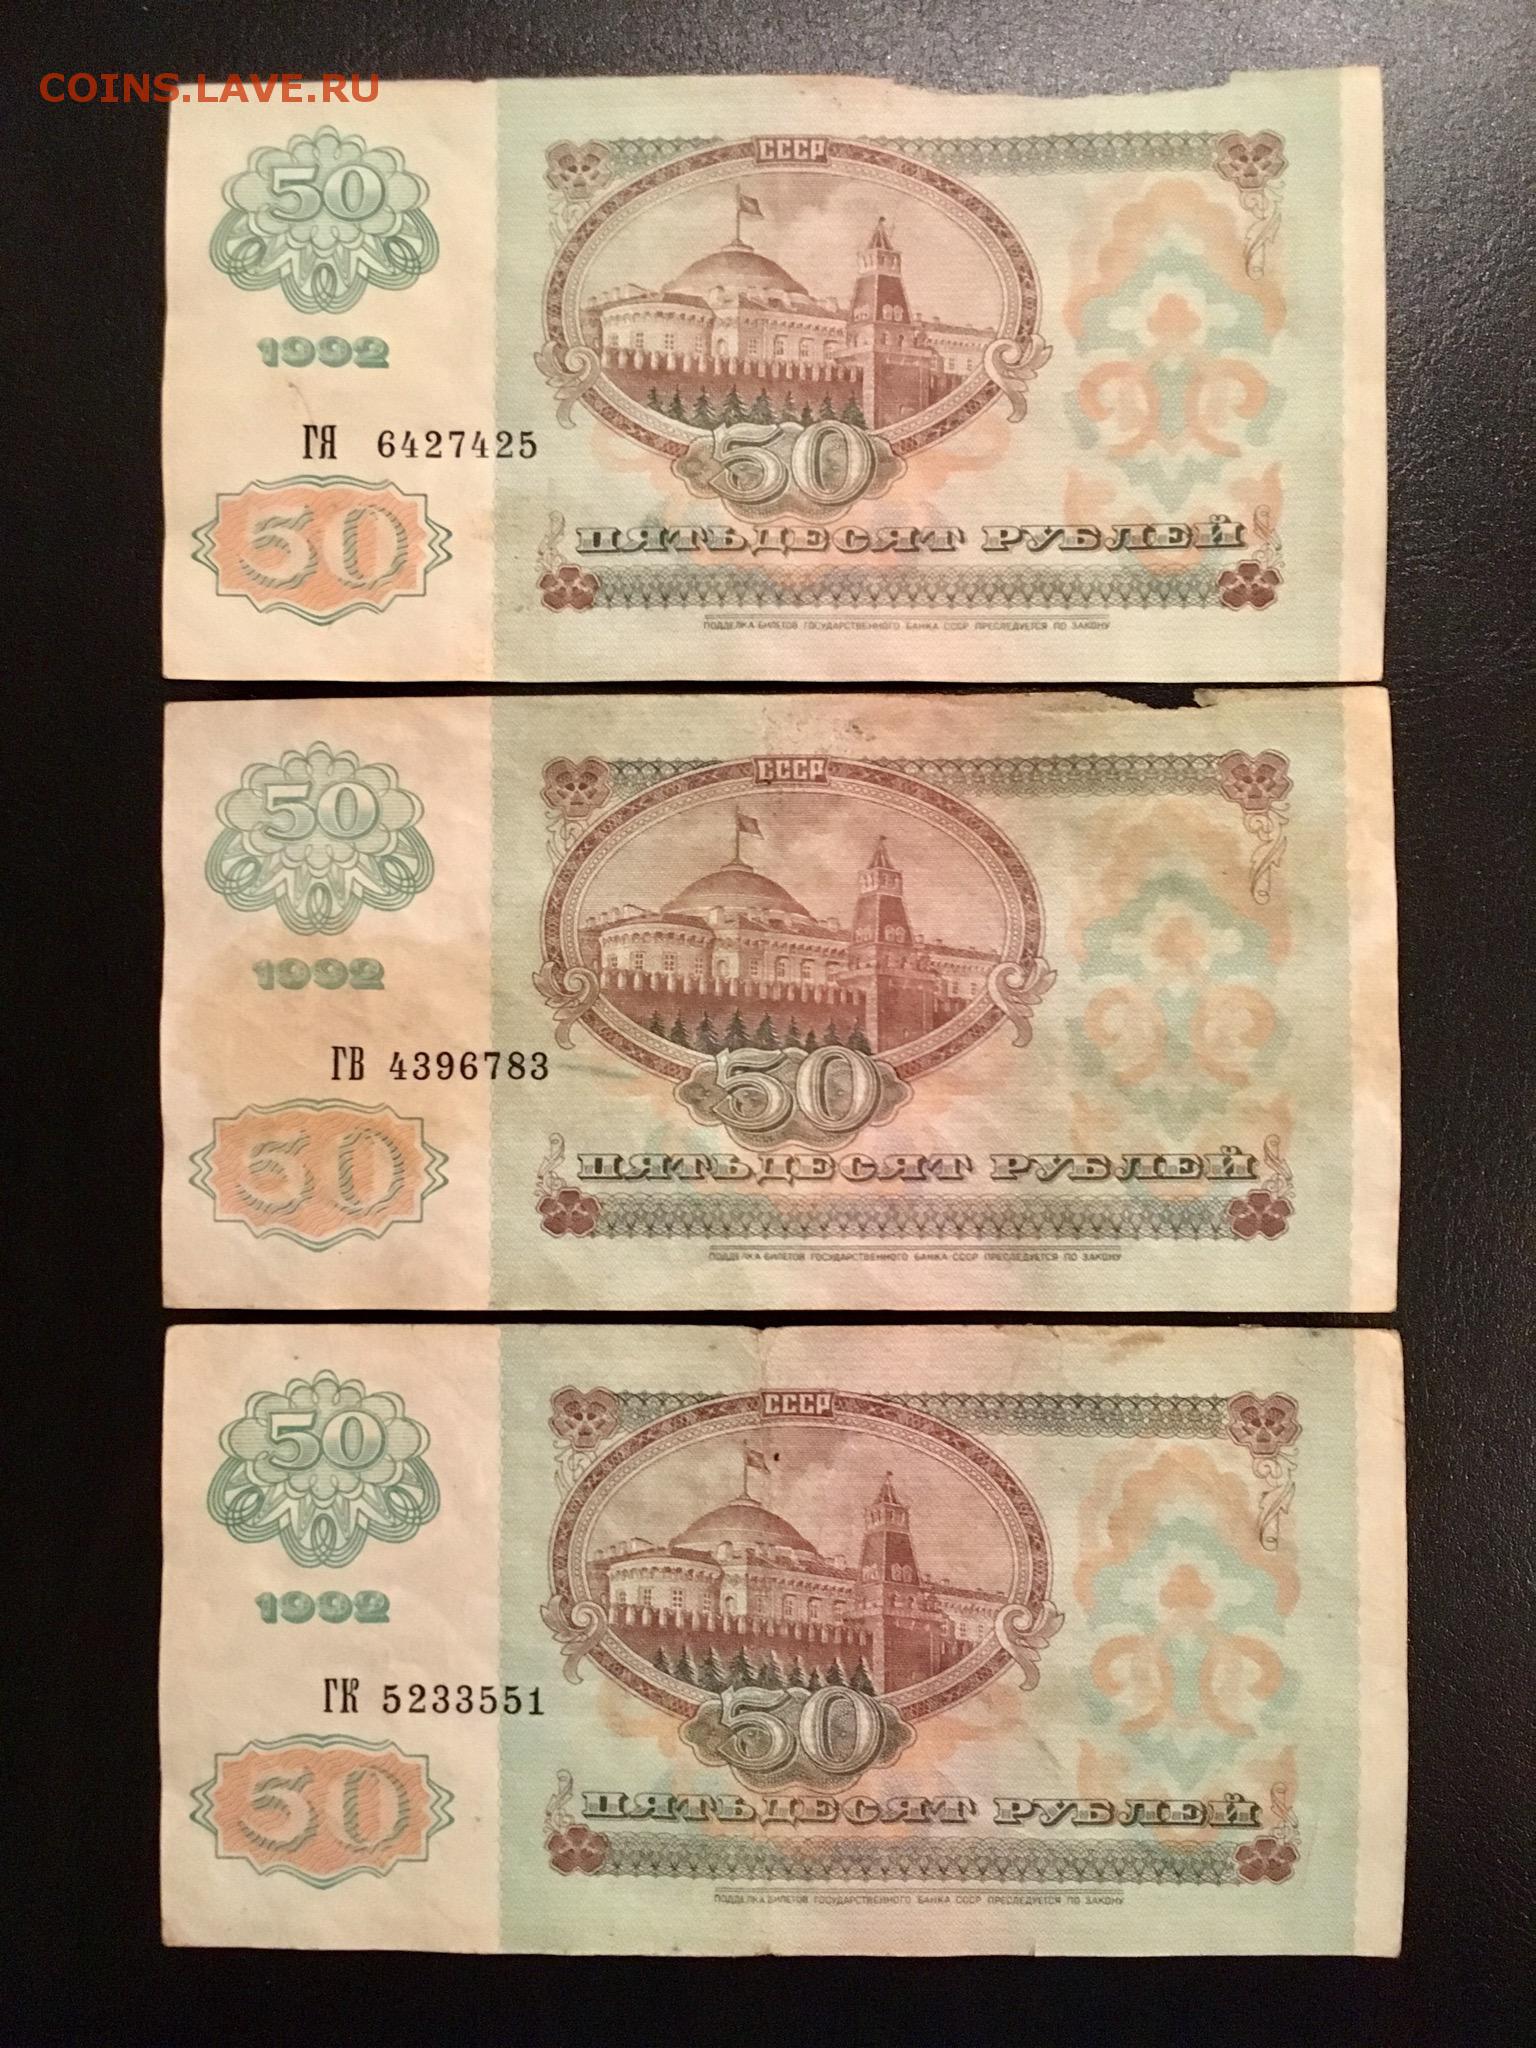 COINS.LAVE.RU
СССР
50
1992
ГЯ 6427425
50
50
ПЯТЬДЕСЯТ РУБЛЕЙ
ПОДДЕЛКА БИЛЕТОВ ГОСУДАРСТВЕННОГО БАНКА СССР ПРЕСЛЕДУЕТСЯ ПО ЗАКОНУ
СССР
50
1992
ГВ 4396783
50
50
ПЯТЬДЕСЯТ РУБЛЕЙ
ПОДДЕЛКА БИЛЕТОВ ГОСУДАРСТВЕННОГО БАНКА СССР ПРЕСЛЕДУЕТСЯ ПО ЗАКОНУ
СССР
50
1992
ГК 5233551
50
50
ПЯТЬДЕСЯТ РУБЛЕЙ
ПОДДЕЛКА БИЛЕТОВ ГОСУДАРСТВЕННОГО БАНКА СССР ПРЕСЛЕДУЕТСЯ ПО ЗАКОНУ